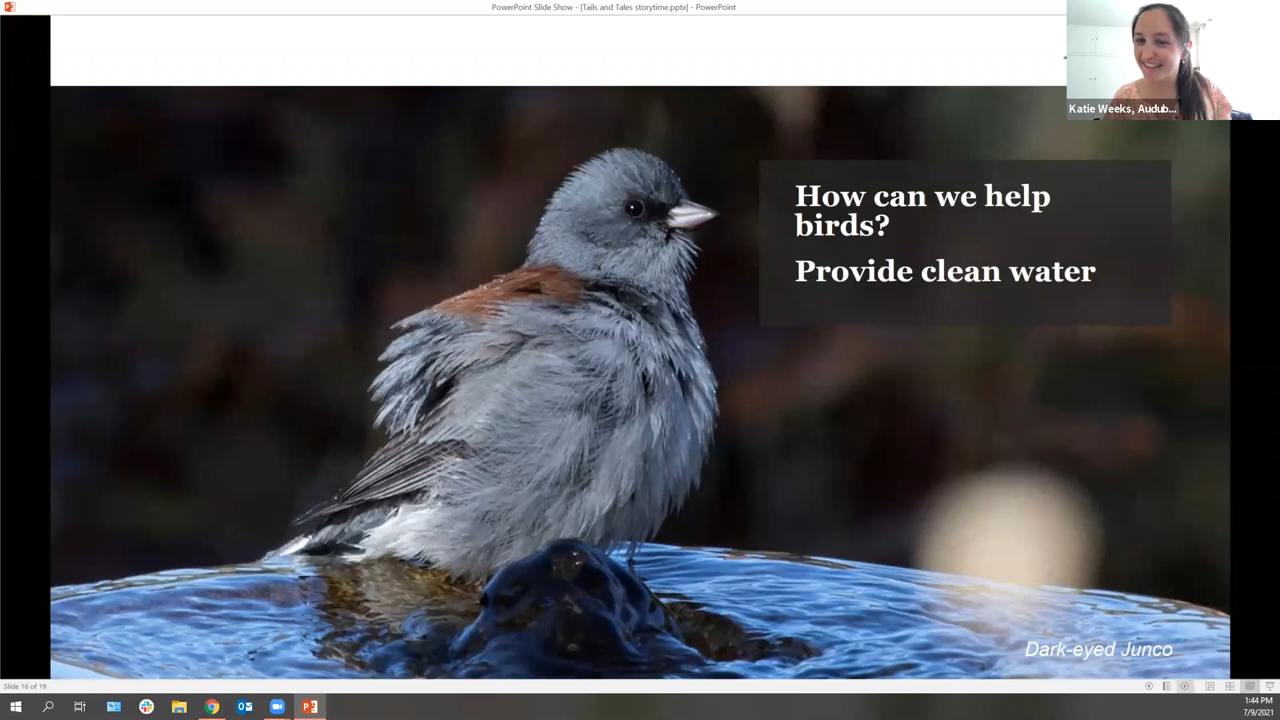 PowerPoint Slide Show - [Tails and Tales storytime.pptx] - PowerPoint
Katie Weeks, Audub...
How can we help
birds?
Provide clean water
Dark-eyed Junco
Slide 16 of 19
1:44 PM
7/9/2021